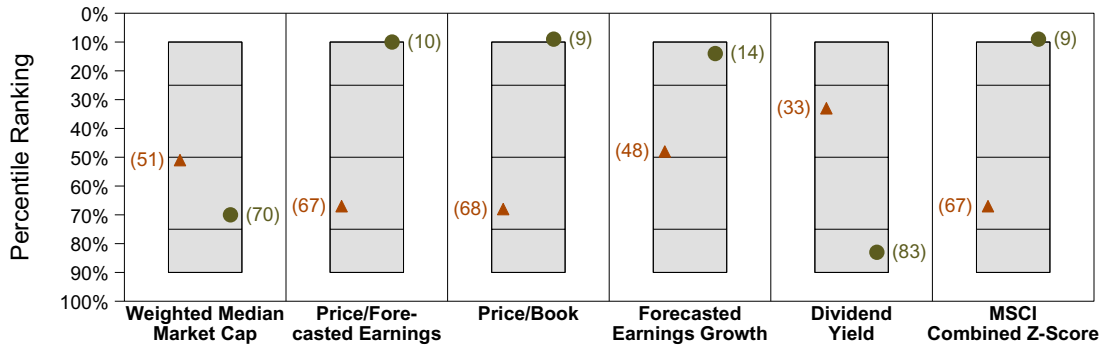 Percentile Ranking
0%
10%
20%
30%
40%
50%
60%
70%
80%
90%
100%
(51)
(70)
(10)
(67)
(9)
(68)
(14)
(48)
(33)
(83)
(9)
(67)
Weighted Median
Market Cap
Price/Fore-
casted Earnings
Price/Book
Forecasted
Earnings Growth
Dividend
Yield
MSCI
Combined Z-Score